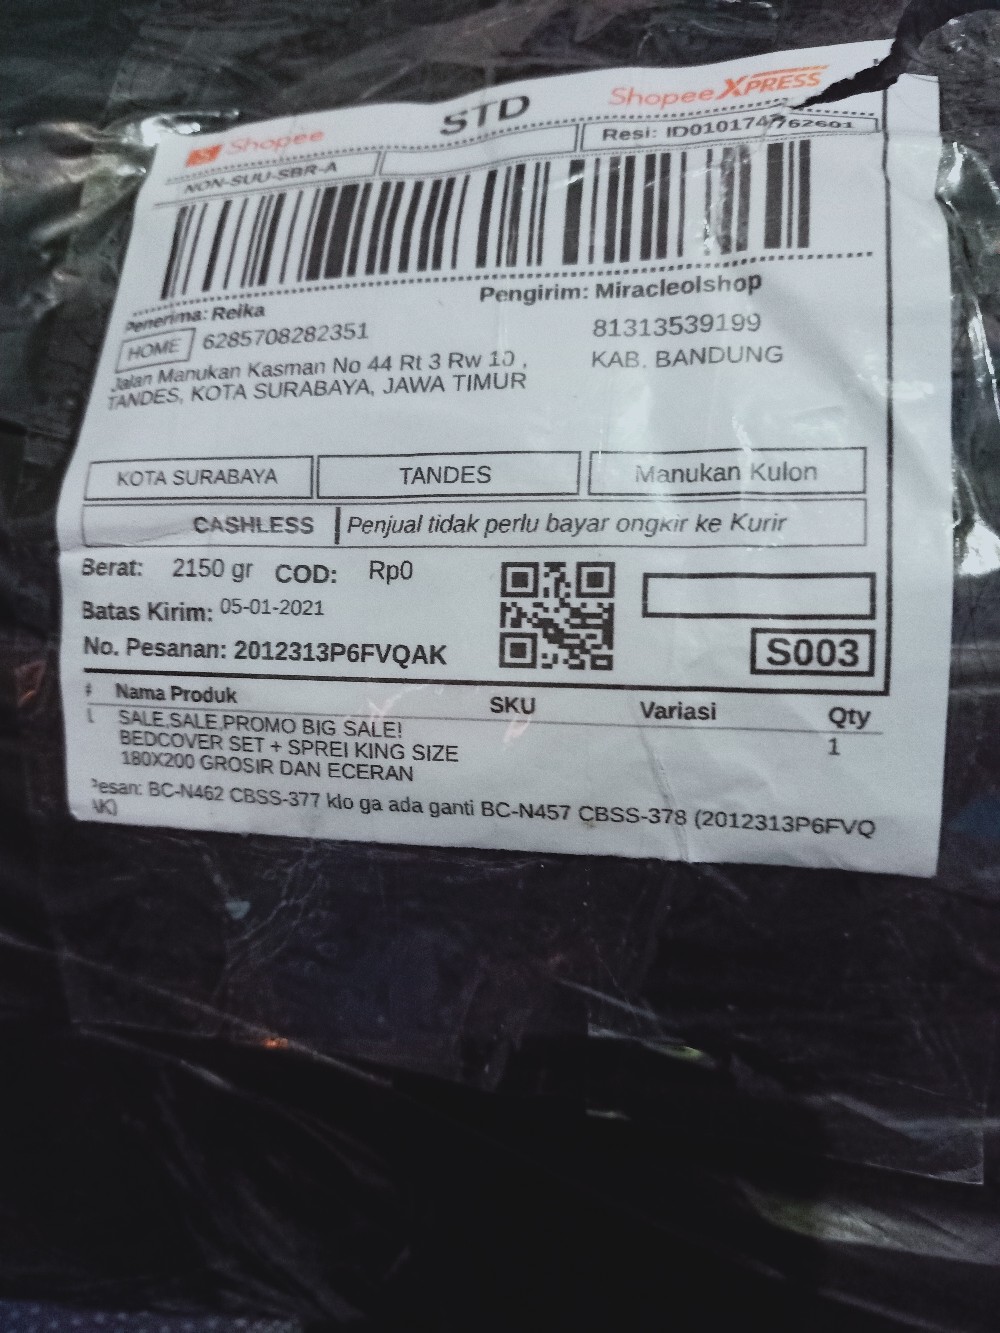 Shopee
STD
Shopee XPRESS
NON-SUU-SBR-A
Resi: ID0101747762601
Penerima: Reika
Pengirim: Miracleolshop
HOME 6285708282351
81313539199
Jalan Manukan Kasman No 44 Rt 3 Rw 10 ,
KAB. BANDUNG
TANDES, KOTA SURABAYA, JAWA TIMUR
KOTA SURABAYA
TANDES
Manukan Kulon
CASHLESS
Penjual tidak perlu bayar ongkir ke Kurir
Berat: 2150 gr COD: Rp0
Batas Kirim: 05-01-2021
No. Pesanan: 2012313P6FVQAK
S003
# Nama Produk SKU Variasi Qty
1 SALE,SALE,PROMO BIG SALE! 1
BEDCOVER SET + SPREI KING SIZE
180X200 GROSIR DAN ECERAN
Pesan: BC-N462 CBSS-377 klo ga ada ganti BC-N457 CBSS-378 (2012313P6FVQ
AK)